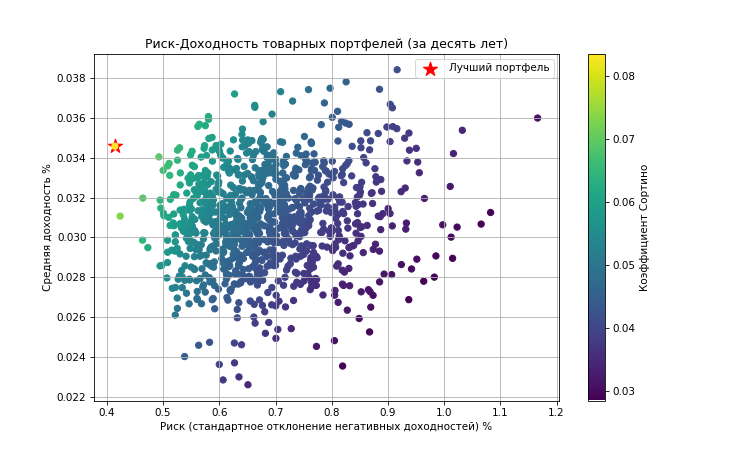 Риск-Доходность товарных портфелей (за десять лет)
Лучший портфель
Средняя доходность %
0.038
0.036
0.034
0.032
0.030
0.028
0.026
0.024
0.022
0.4 0.5 0.6 0.7 0.8 0.9 1.0 1.1 1.2
Риск (стандартное отклонение негативных доходностей) %
0.08
0.07
0.06
0.05
0.04
0.03
Коэффициент Сортино